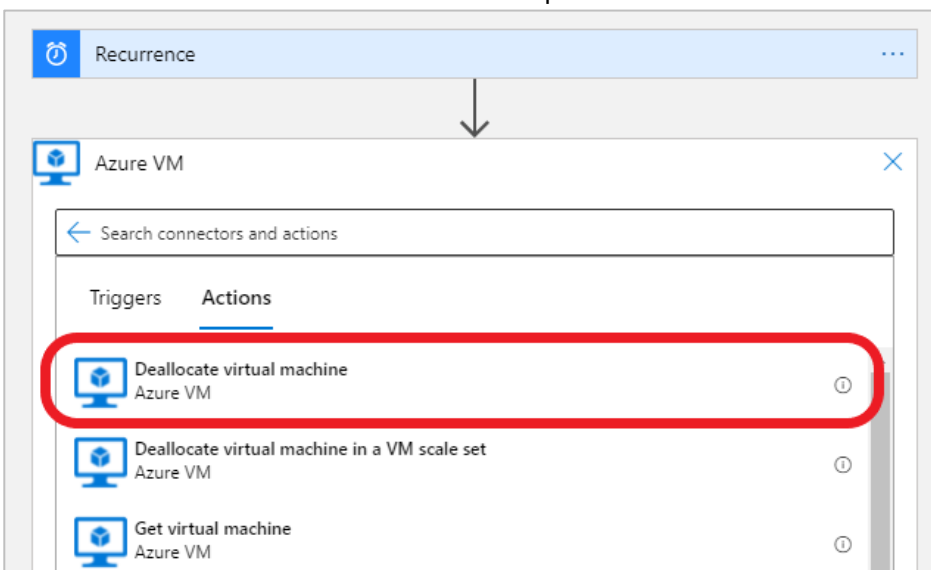 Recurrence
Azure VM
Search connectors and actions
Triggers Actions
Deallocate virtual machine
Azure VM
Deallocate virtual machine in a VM scale set
Azure VM
Get virtual machine
Azure VM